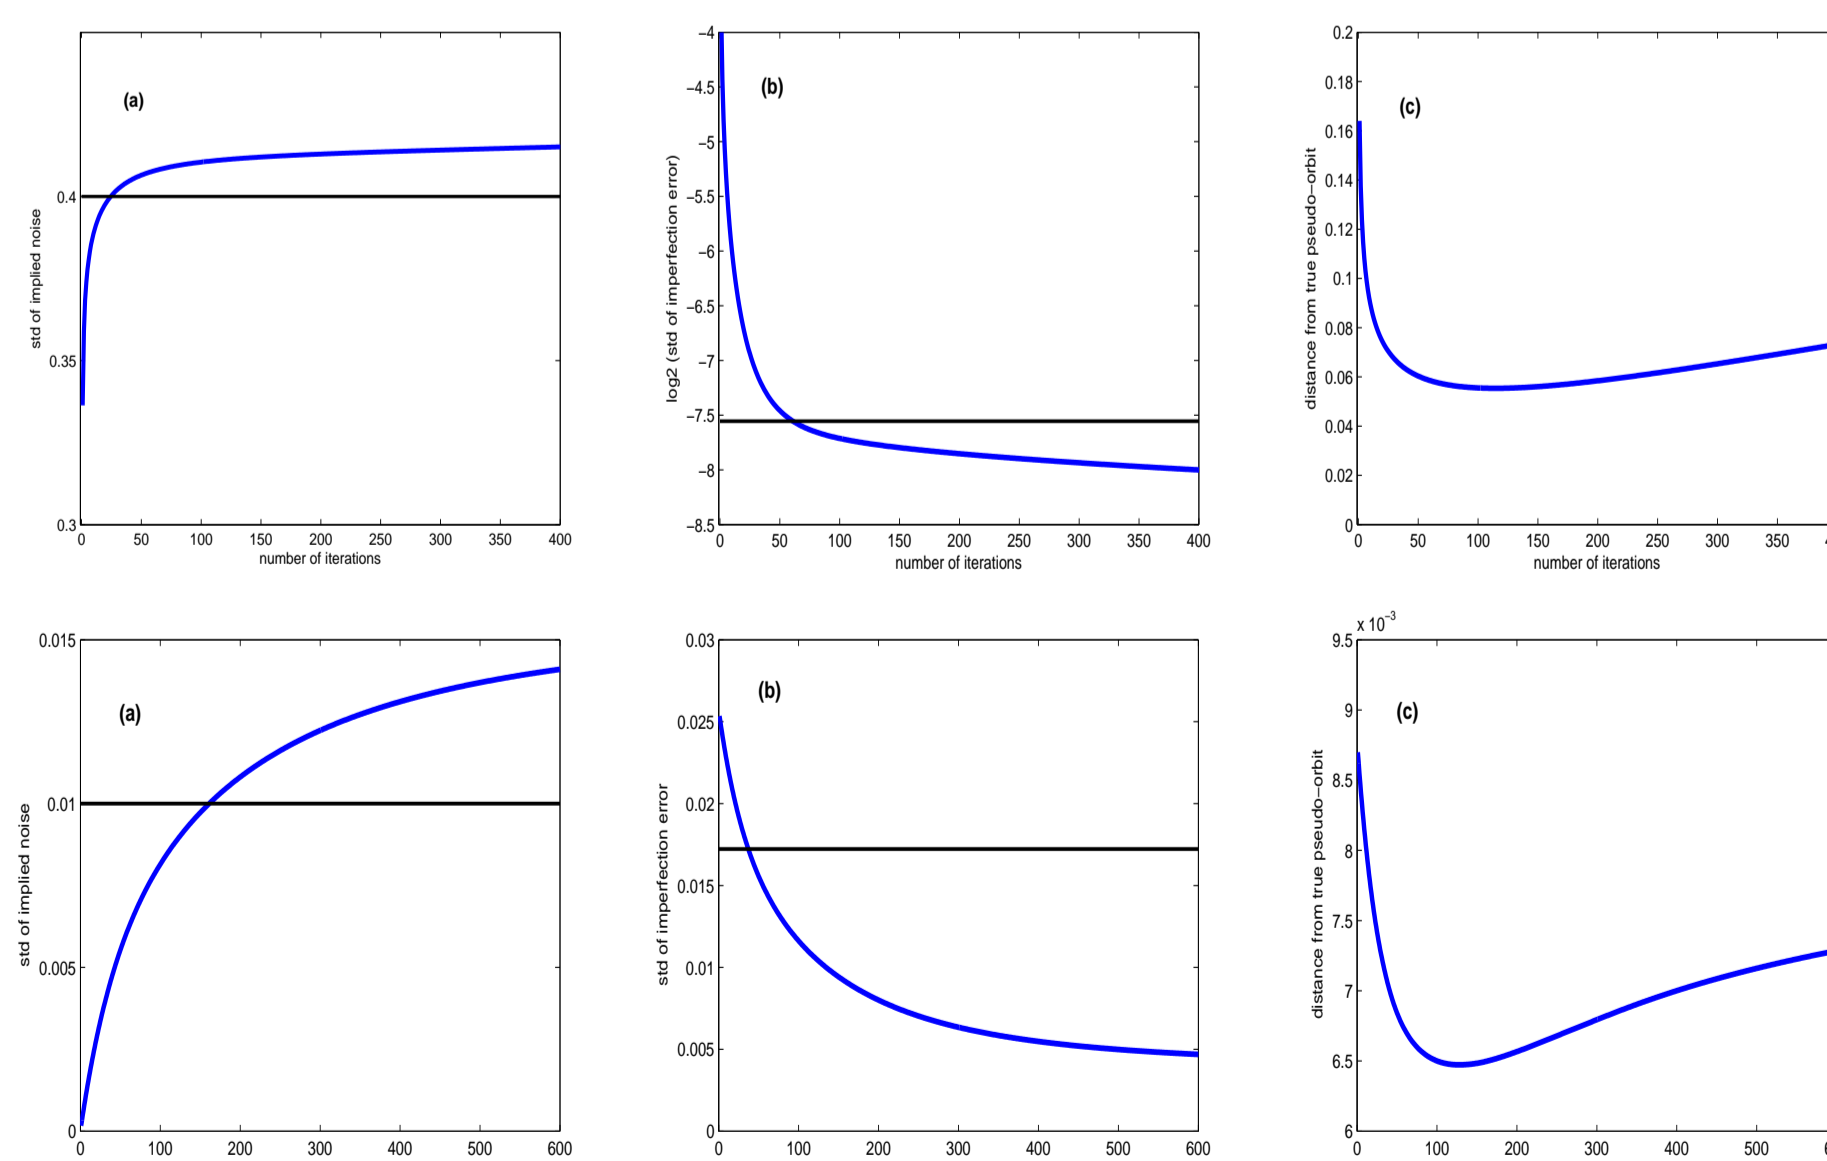 (a)
std of implied noise
0.4
0.35
0.3
0 50 100 150 200 250 300 350 400
number of iterations
(b)
log2 (std of imperfection error)
−4
−4.5
−5
−5.5
−6
−6.5
−7
−7.5
−8
−8.5
0 50 100 150 200 250 300 350 400
number of iterations
(c)
distance from true pseudo−orbit
0.2
0.18
0.16
0.14
0.12
0.1
0.08
0.06
0.04
0.02
0
0 50 100 150 200 250 300 350
number of iterations
(a)
std of implied noise
0.015
0.01
0.005
0
0 100 200 300 400 500 600
(b)
std of imperfection error
0.03
0.025
0.02
0.015
0.01
0.005
0
0 100 200 300 400 500 600
x 10−3
(c)
distance from true pseudo−orbit
9.5
9
8.5
8
7.5
7
6.5
6
0 100 200 300 400 500